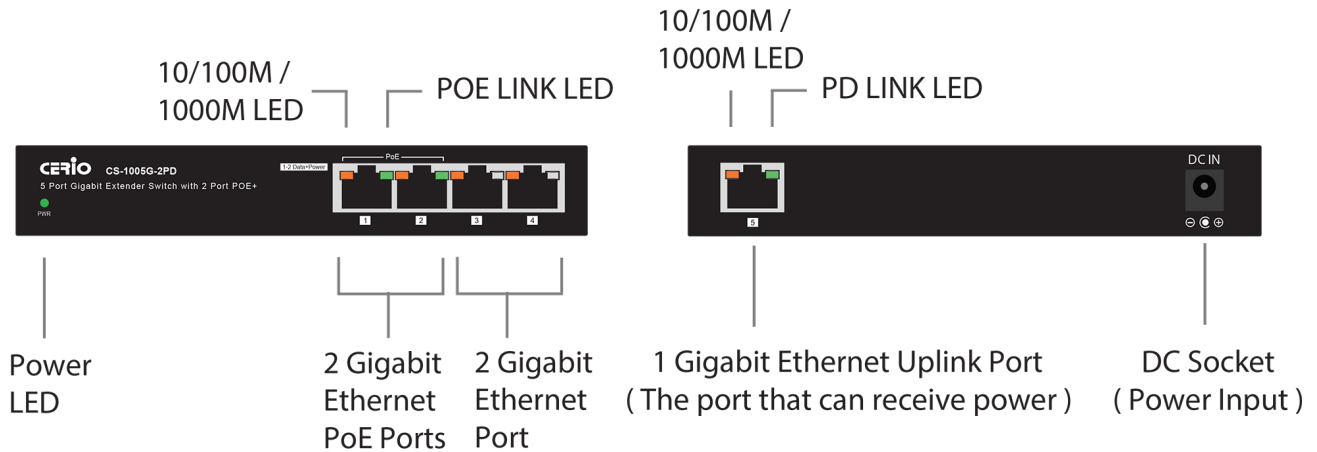 10/100M /
1000M LED
POE LINK LED
10/100M /
1000M LED
PD LINK LED
CERIO CS-1005G-2PD
5 Port Gigabit Extender Switch with 2 Port POE+
PWR
1-2 Data+Power
PoE
1 2 3 4
5
DC IN
Power
LED
2 Gigabit
Ethernet
PoE Ports
2 Gigabit
Ethernet
Port
1 Gigabit Ethernet Uplink Port
( The port that can receive power )
DC Socket
( Power Input )